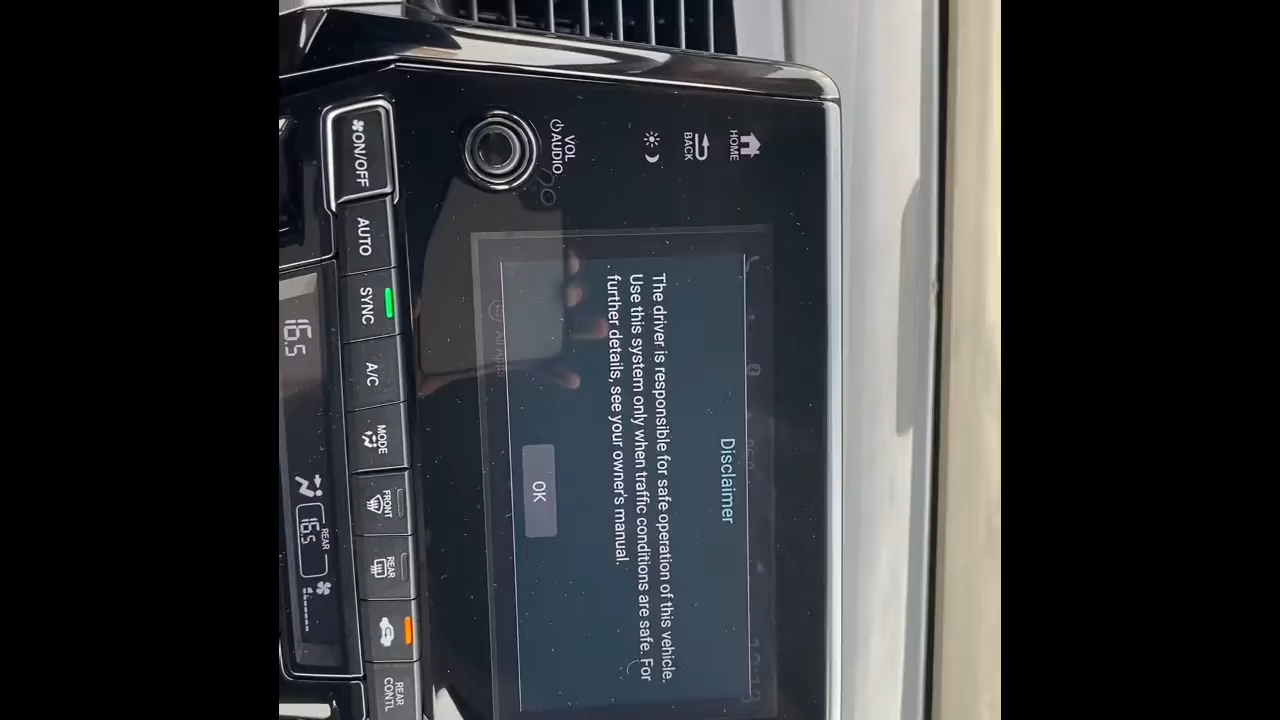 HOME
BACK
VOL
AUDIO
Disclaimer
The driver is responsible for safe operation of this vehicle.
Use this system only when traffic conditions are safe. For
further details, see your owner's manual.
OK
All Apps
ON/OFF
AUTO
SYNC
A/C
MODE
FRONT
REAR
REAR
CONTL
16.5
REAR
16.5